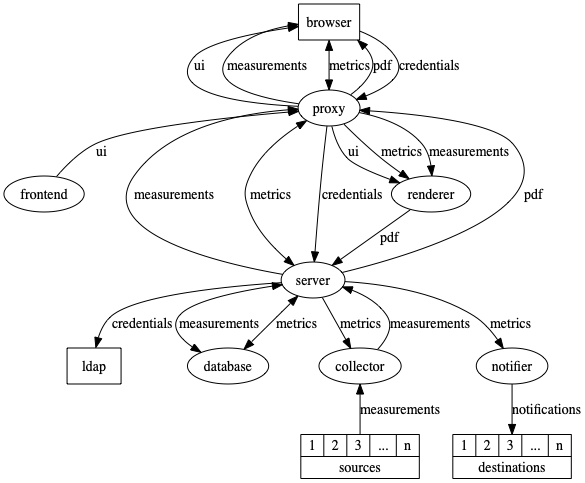 browser
ui
measurements
metrics
pdf
credentials
proxy
ui
ui
metrics
measurements
frontend
measurements
metrics
credentials
renderer
pdf
pdf
server
credentials
measurements
metrics
metrics
measurements
metrics
ldap
database
collector
notifier
measurements
notifications
1 2 3 ... n
sources
1 2 3 ... n
destinations